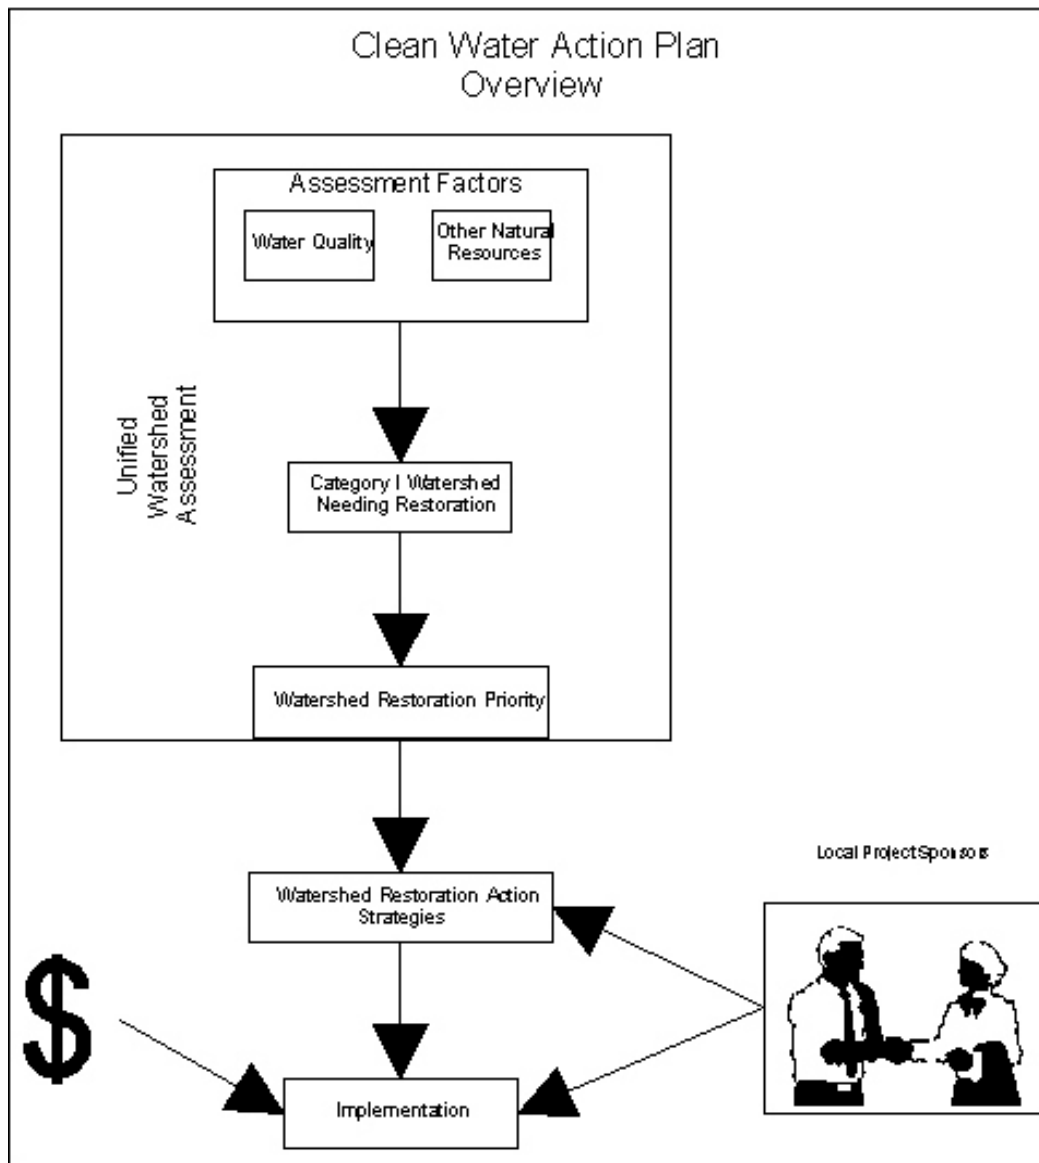 Clean Water Action Plan
Overview
Assessment Factors
Water Quality
Other Natural
Resources
Unified
Watershed
Assessment
Category I Watershed
Needing Restoration
Watershed Restoration Priority
Local Project Sponsors
Watershed Restoration Action
Strategies
$
Implementation